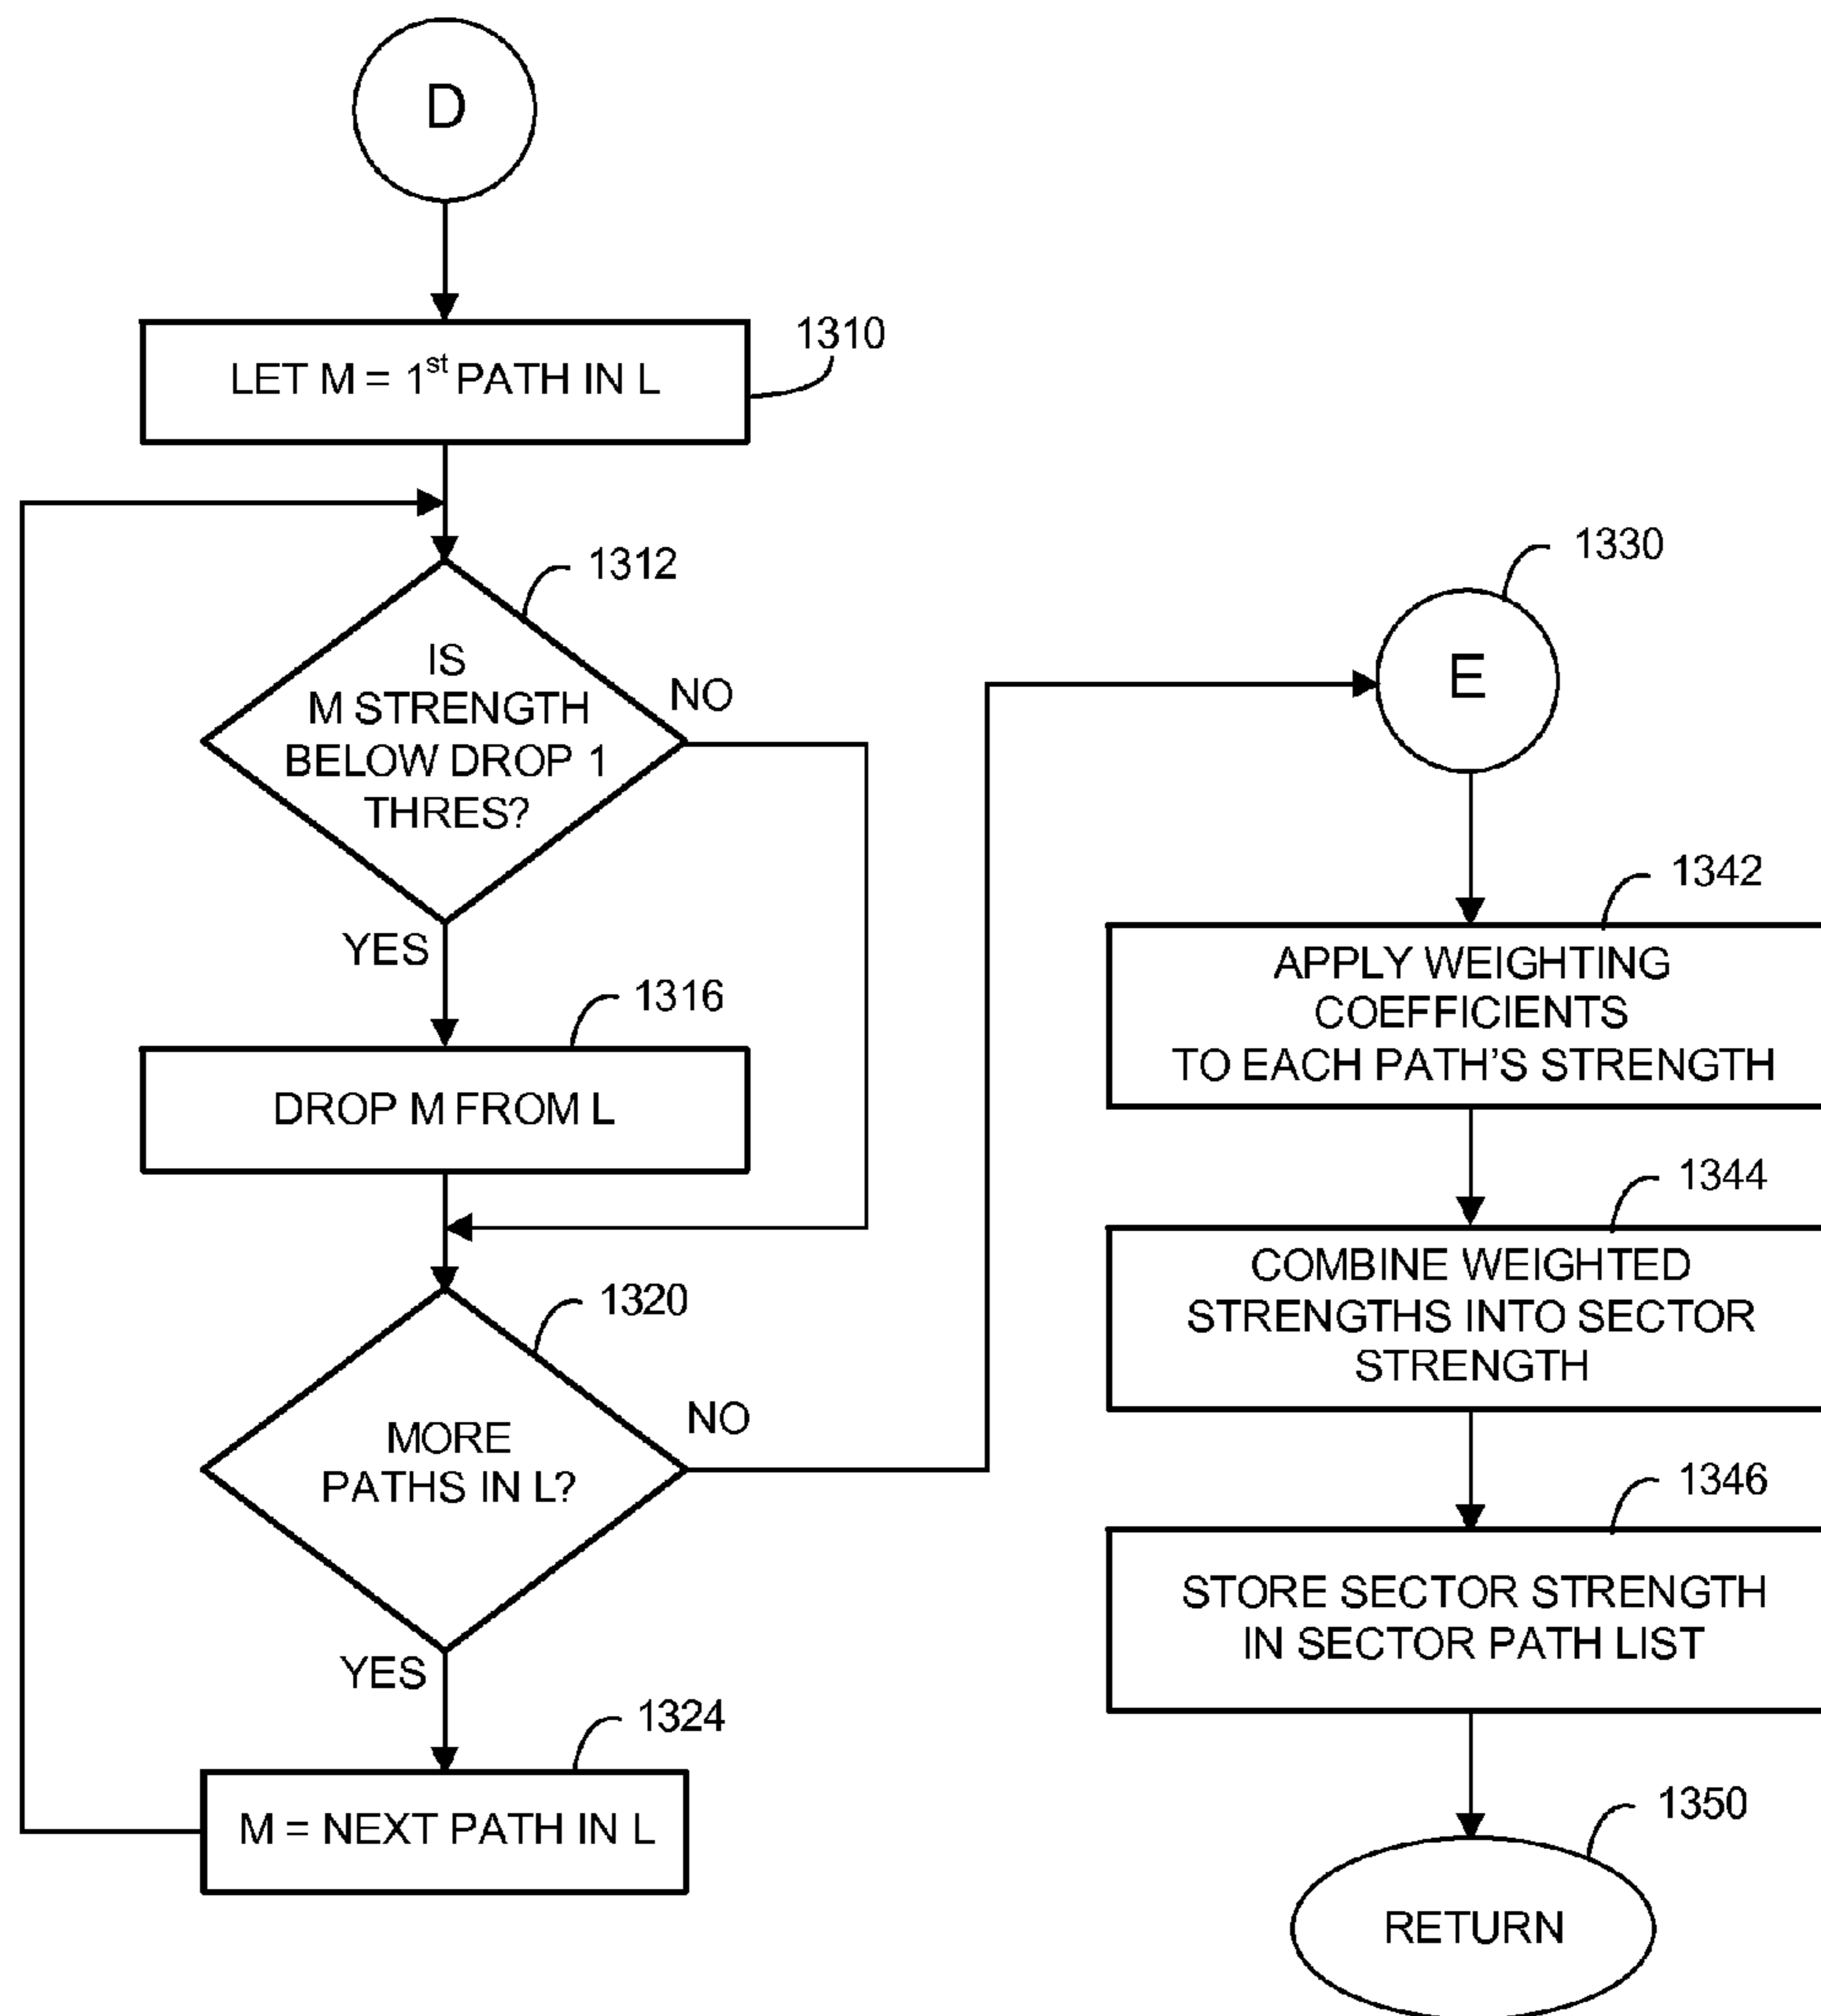 D
1310
LET M = 1st PATH IN L
1312
IS
M STRENGTH
BELOW DROP 1
THRES?
NO
YES
1316
DROP M FROM L
1320
MORE
PATHS IN L?
NO
YES
1324
M = NEXT PATH IN L
1330
E
1342
APPLY WEIGHTING
COEFFICIENTS
TO EACH PATH'S STRENGTH
1344
COMBINE WEIGHTED
STRENGTHS INTO SECTOR
STRENGTH
1346
STORE SECTOR STRENGTH
IN SECTOR PATH LIST
1350
RETURN